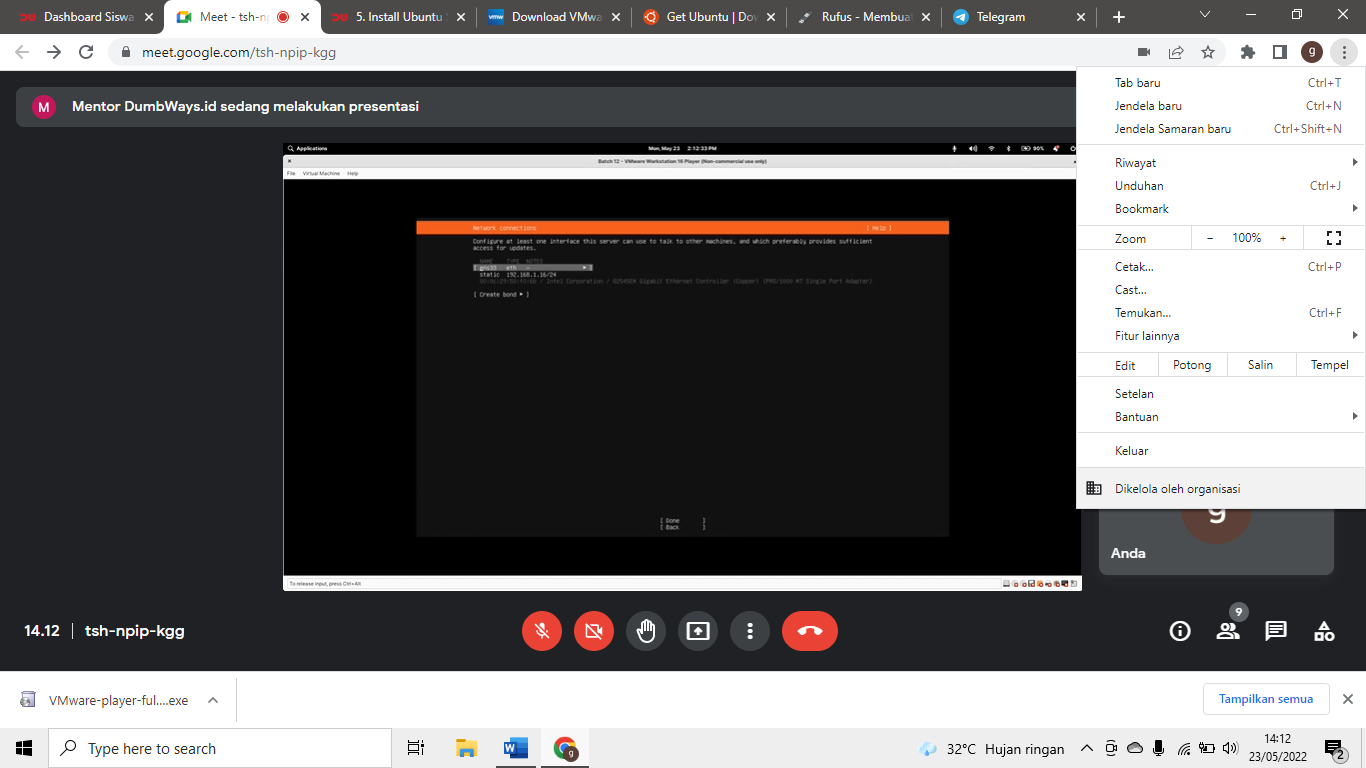 Dashboard Siswa
Meet - tsh-np
5. Install Ubuntu
vmw
Download VMwa
Get Ubuntu | Dov
Rufus - Membua
Telegram
meet.google.com/tsh-npip-kgg
g
M
Mentor DumbWays.id sedang melakukan presentasi
Applications
Mon, May 23 2:12:33 PM
90%
Batch 12 - VMware Workstation 16 Player (Non-commercial use only)
File Virtual Machine Help
Network connections
[ Help ]
Configure at least one interface this server can use to talk to other machines, and which preferably provides sufficient
access for updates.
NAME TYPE NOTES
[ ens33 eth - ▸ ]
static 192.168.1.16/24
/ Intel Corporation / 82545EM Gigabit Ethernet Controller (Copper) (PRO/1000 MT Single Port Adapter)
[ Create bond ▸ ]
[ Done ]
[ Back ]
To release input, press Ctrl+Alt
Tab baru Ctrl+T
Jendela baru Ctrl+N
Jendela Samaran baru Ctrl+Shift+N
Riwayat
Unduhan Ctrl+J
Bookmark
Zoom − 100% +
Cetak... Ctrl+P
Cast...
Temukan... Ctrl+F
Fitur lainnya
Edit Potong Salin Tempel
Setelan
Bantuan
Keluar
Dikelola oleh organisasi
g
Anda
14.12 | tsh-npip-kgg
9
VMware-player-ful....exe
Tampilkan semua
Type here to search
32°C Hujan ringan
14:12
23/05/2022
2